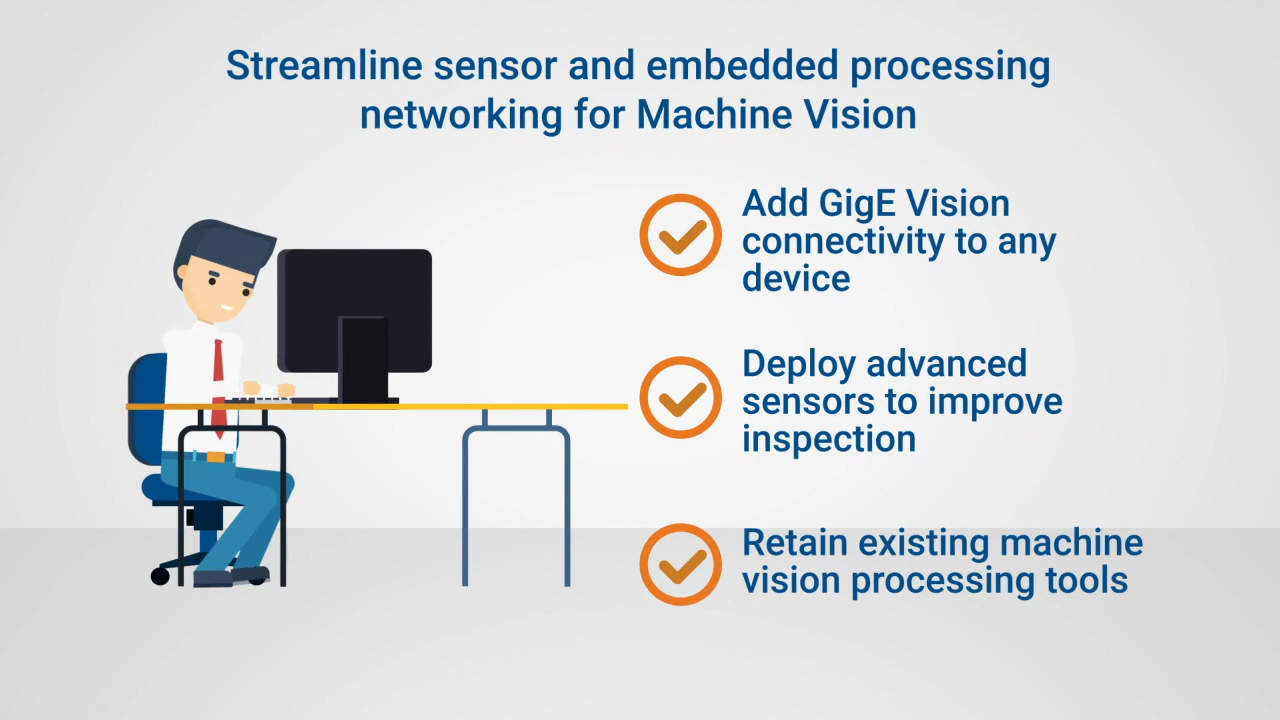 Streamline sensor and embedded processing
networking for Machine Vision
Add GigE Vision
connectivity to any
device
Deploy advanced
sensors to improve
inspection
Retain existing machine
vision processing tools